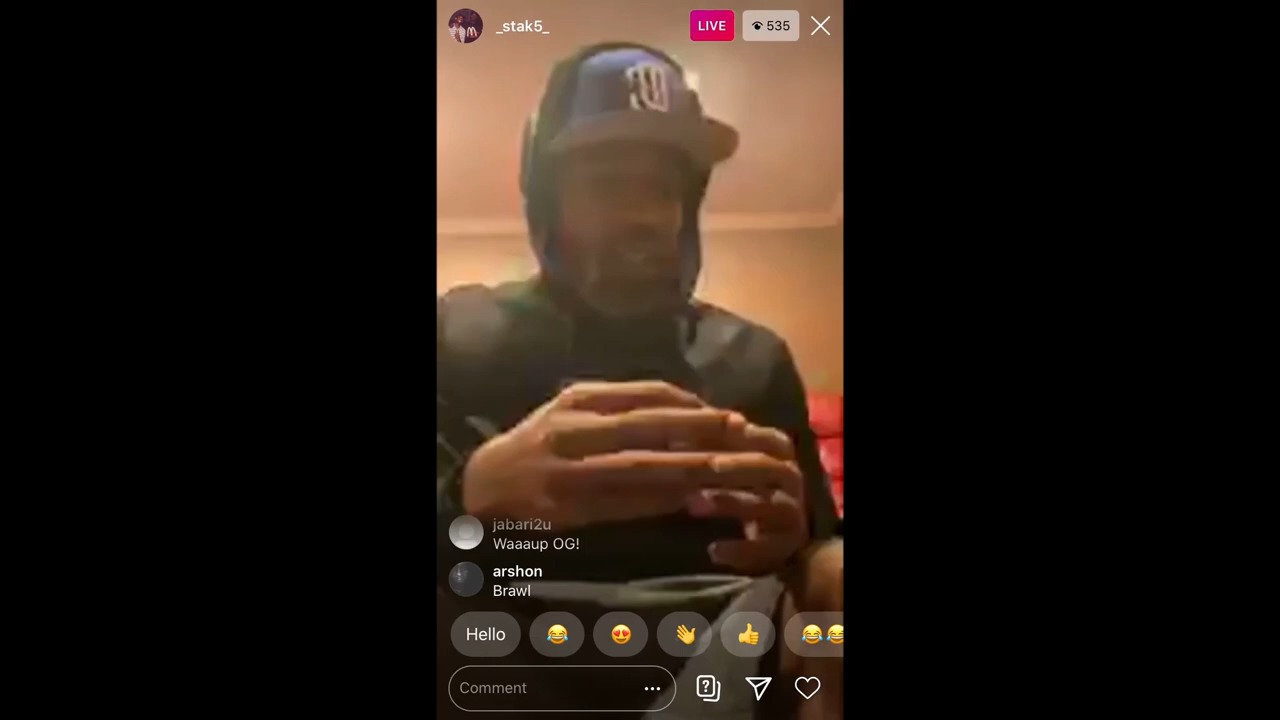 _stak5_
LIVE
535
jabari2u
Waaaup OG!
arshon
Brawl
Hello
Comment